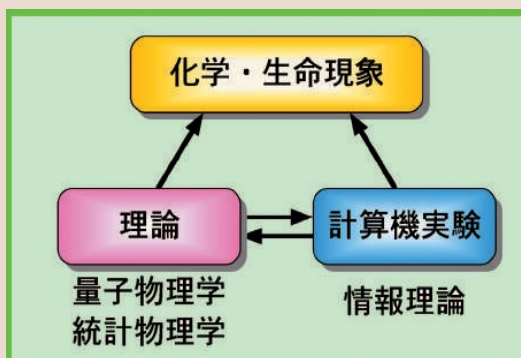 化学・生命現象
理論
計算機実験
量子物理学
統計物理学
情報理論